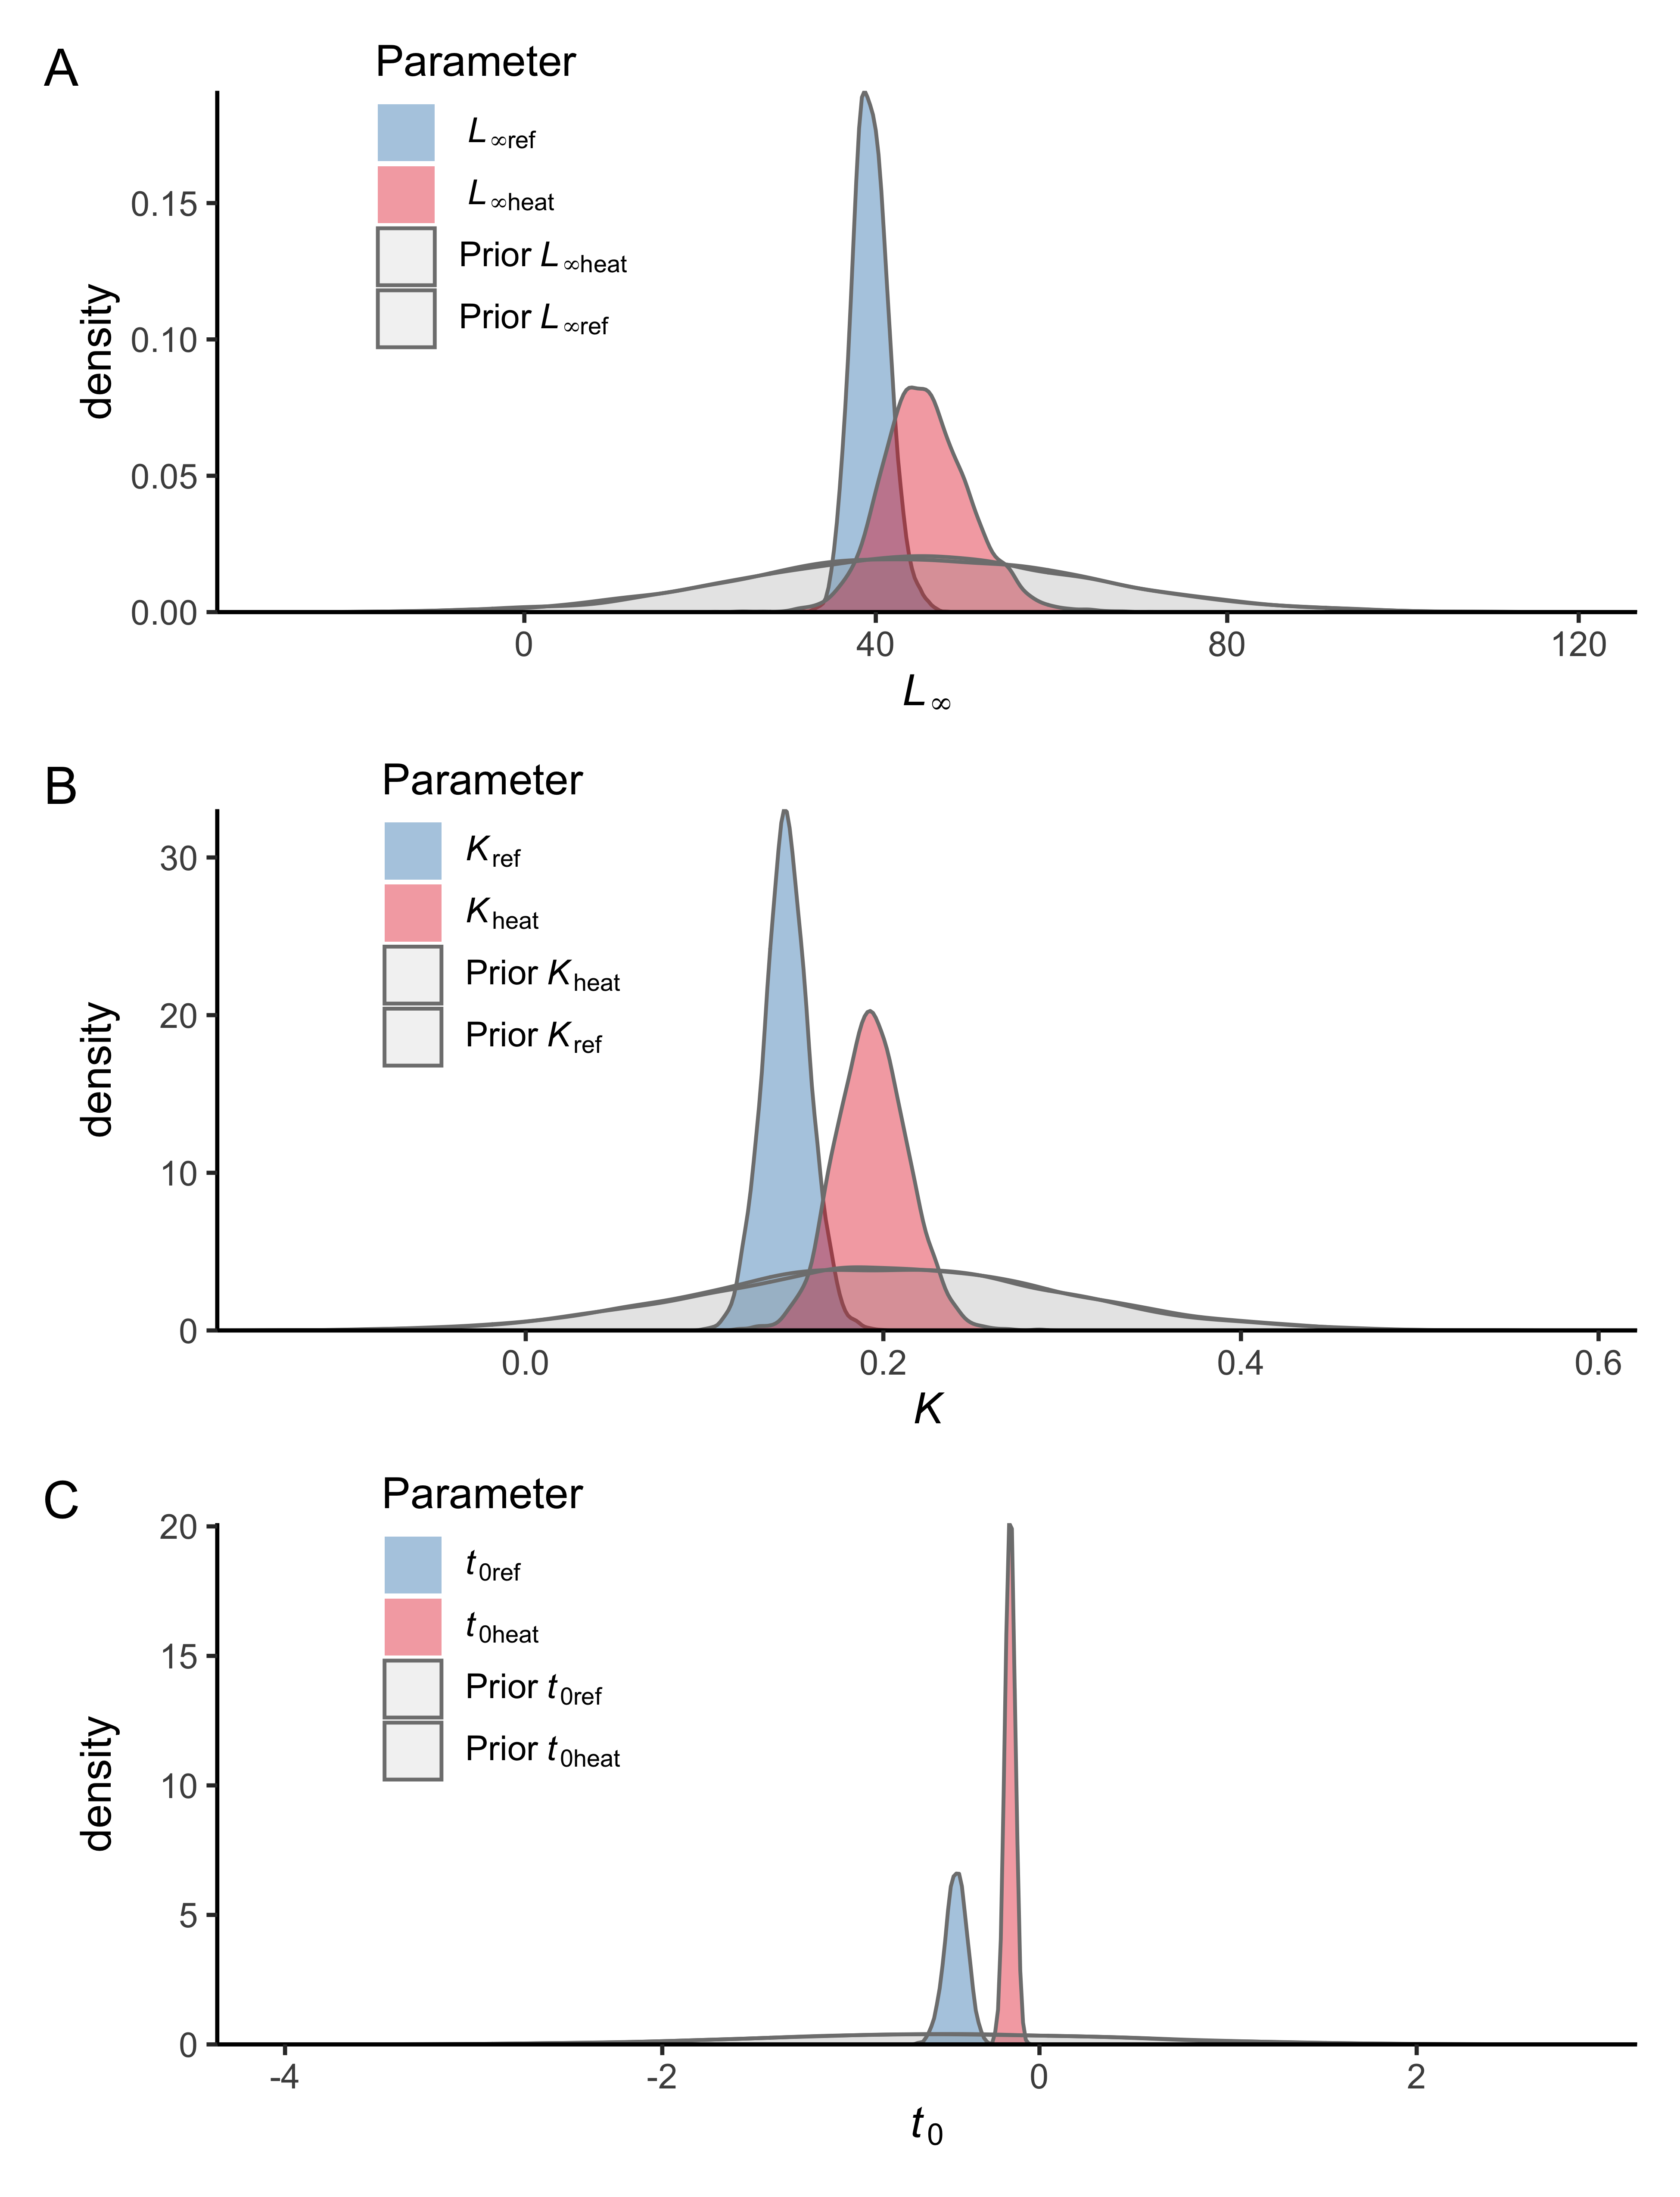 A
Parameter
L∞ref
L∞heat
Prior L∞heat
Prior L∞ref
density
0.15
0.10
0.05
0.00
0 40 80 120
L∞
B
Parameter
Kref
Kheat
Prior Kheat
Prior Kref
density
30
20
10
0
0.0 0.2 0.4 0.6
K
C
Parameter
t0ref
t0heat
Prior t0ref
Prior t0heat
density
20
15
10
5
0
-4 -2 0 2
t0